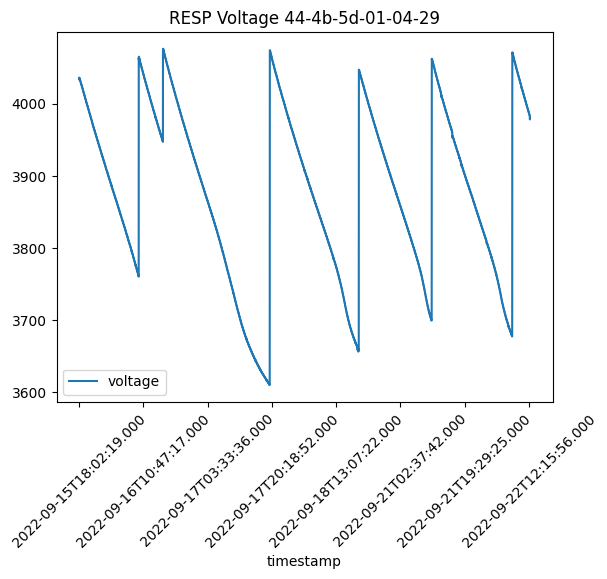 RESP Voltage 44-4b-5d-01-04-29
4000
3900
3800
3700
3600
voltage
2022-09-15T18:02:19.000
2022-09-16T10:47:17.000
2022-09-17T03:33:36.000
2022-09-17T20:18:52.000
2022-09-18T13:07:22.000
2022-09-21T02:37:42.000
2022-09-21T19:29:25.000
2022-09-22T12:15:56.000
timestamp